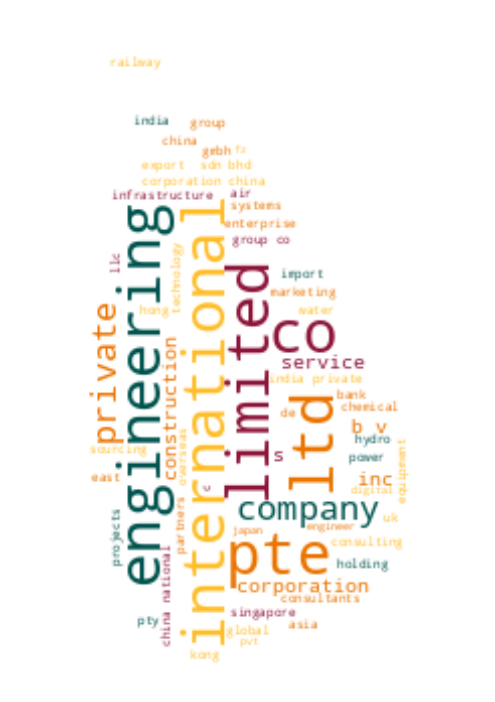 railway
india
group
china
gmbh
fz
export
sdn bhd
corporation china
infrastructure
air
systems
engineering
international
enterprise
group co
technology
llc
limited
import
marketing
hong
water
private
co
construction
service
india private
ltd
bank
de
chemical
b v
hydro
overseas
sourcing
s
power
equipment
east
inc
c
digital
company
partners
projects
uk
engineer
japan
pte
consulting
china national
holding
corporation
consultants
singapore
pty
asia
global
pvt
kong